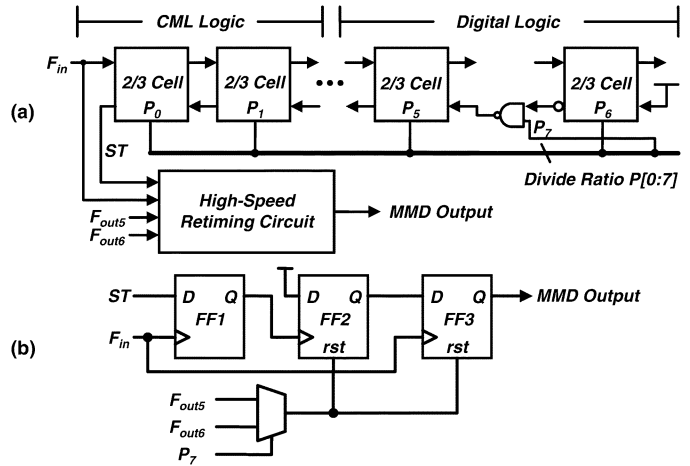 CML Logic
Digital Logic
F_in
2/3 Cell
P_0
2/3 Cell
P_1
...
2/3 Cell
P_5
2/3 Cell
P_6
(a)
P_7
ST
Divide Ratio P[0:7]
High-Speed
Retiming Circuit
MMD Output
F_out5
F_out6
ST
D Q
FF1
D Q
FF2
rst
D Q
FF3
rst
MMD Output
F_in
(b)
F_out5
F_out6
P_7